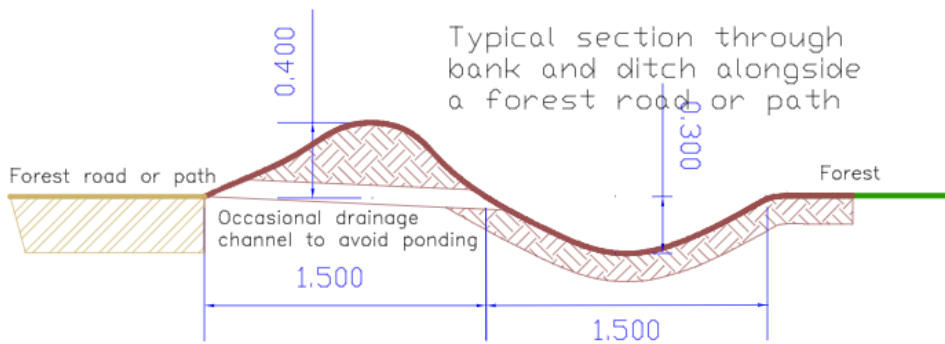 Typical section through
bank and ditch alongside
a forest road or path
0.400
0.300
Forest road or path
Forest
Occasional drainage
channel to avoid ponding
1.500
1.500